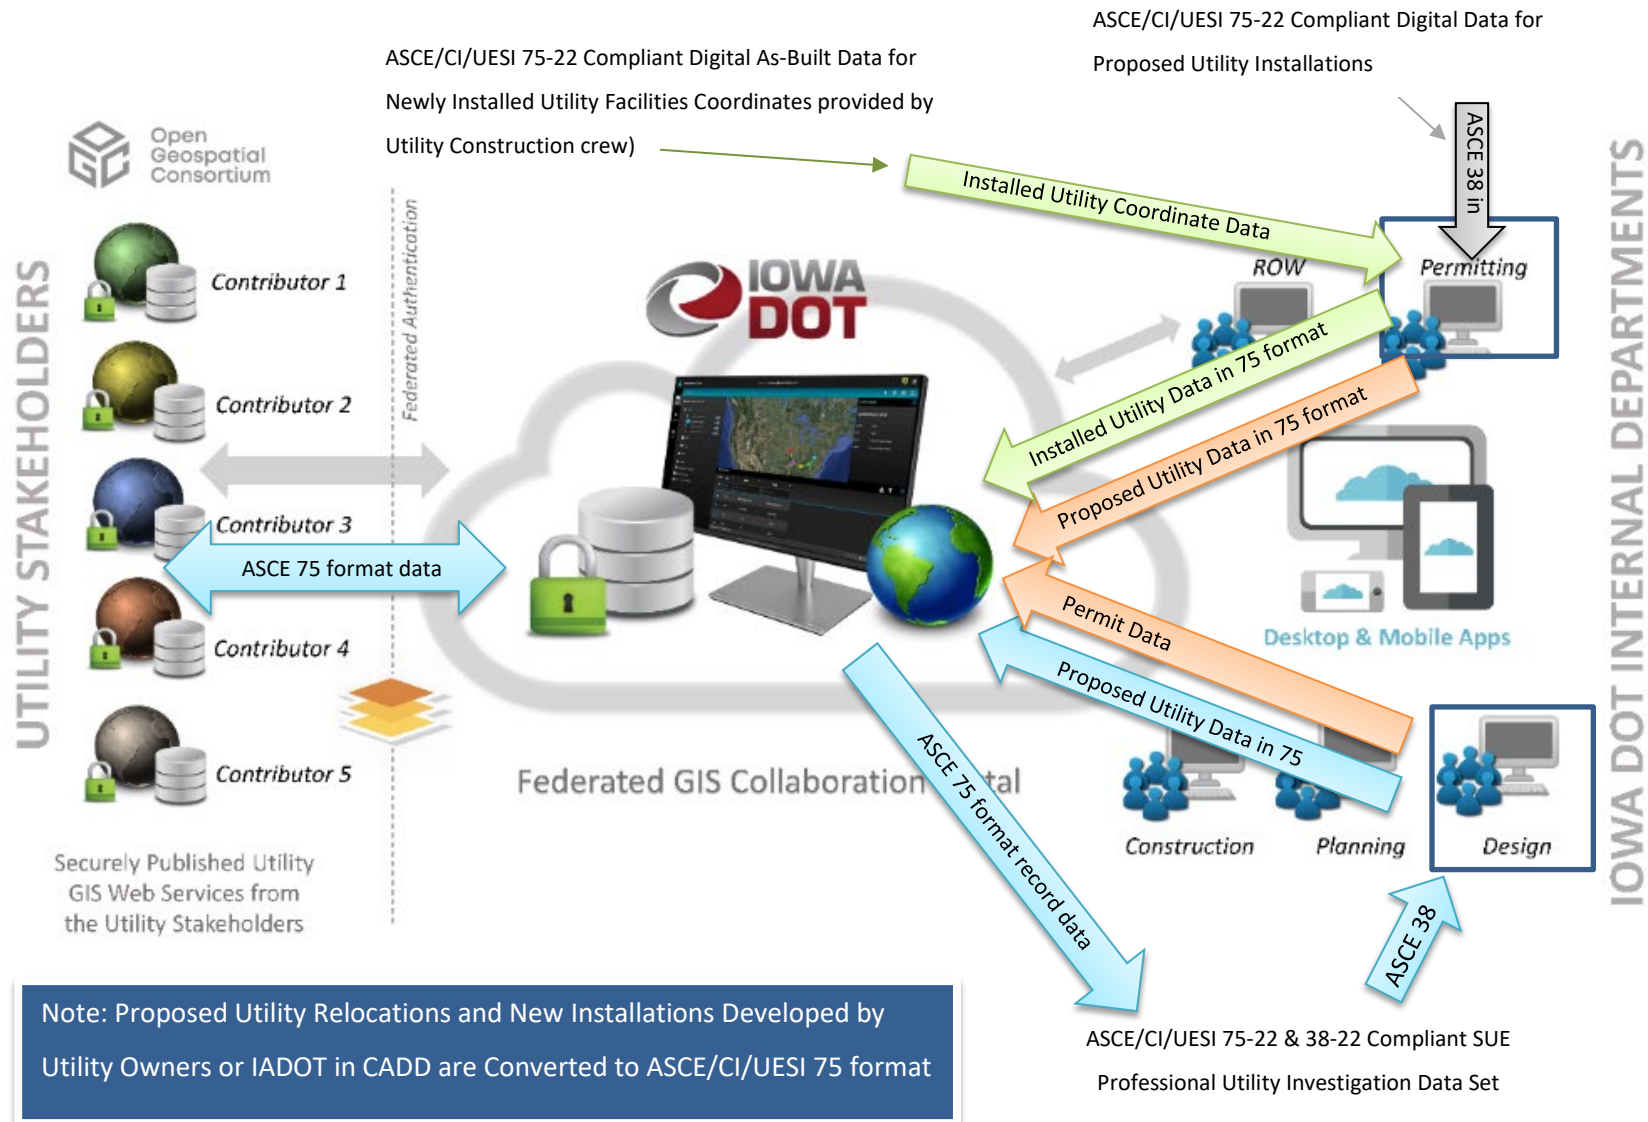 ASCE/CI/UESI 75-22 Compliant Digital Data for
Proposed Utility Installations
ASCE/CI/UESI 75-22 Compliant Digital As-Built Data for
Newly Installed Utility Facilities Coordinates provided by
Utility Construction crew)
Open
Geospatial
Consortium
UTILITY STAKEHOLDERS
Contributor 1
Contributor 2
Contributor 3
Contributor 4
Contributor 5
Federated Authentication
ASCE 75 format data
Securely Published Utility
GIS Web Services from
the Utility Stakeholders
IOWA
DOT
Federated GIS Collaboration
tal
Installed Utility Coordinate Data
ASCE 38 in
ROW
Permitting
Installed Utility Data in 75 format
Proposed Utility Data in 75 format
Desktop & Mobile Apps
Permit Data
Proposed Utility Data in 75
ASCE 75 format record data
Construction
Planning
Design
ASCE 38
IOWA DOT INTERNAL DEPARTMENTS
ASCE/CI/UESI 75-22 & 38-22 Compliant SUE
Professional Utility Investigation Data Set
Note: Proposed Utility Relocations and New Installations Developed by
Utility Owners or IADOT in CADD are Converted to ASCE/CI/UESI 75 format